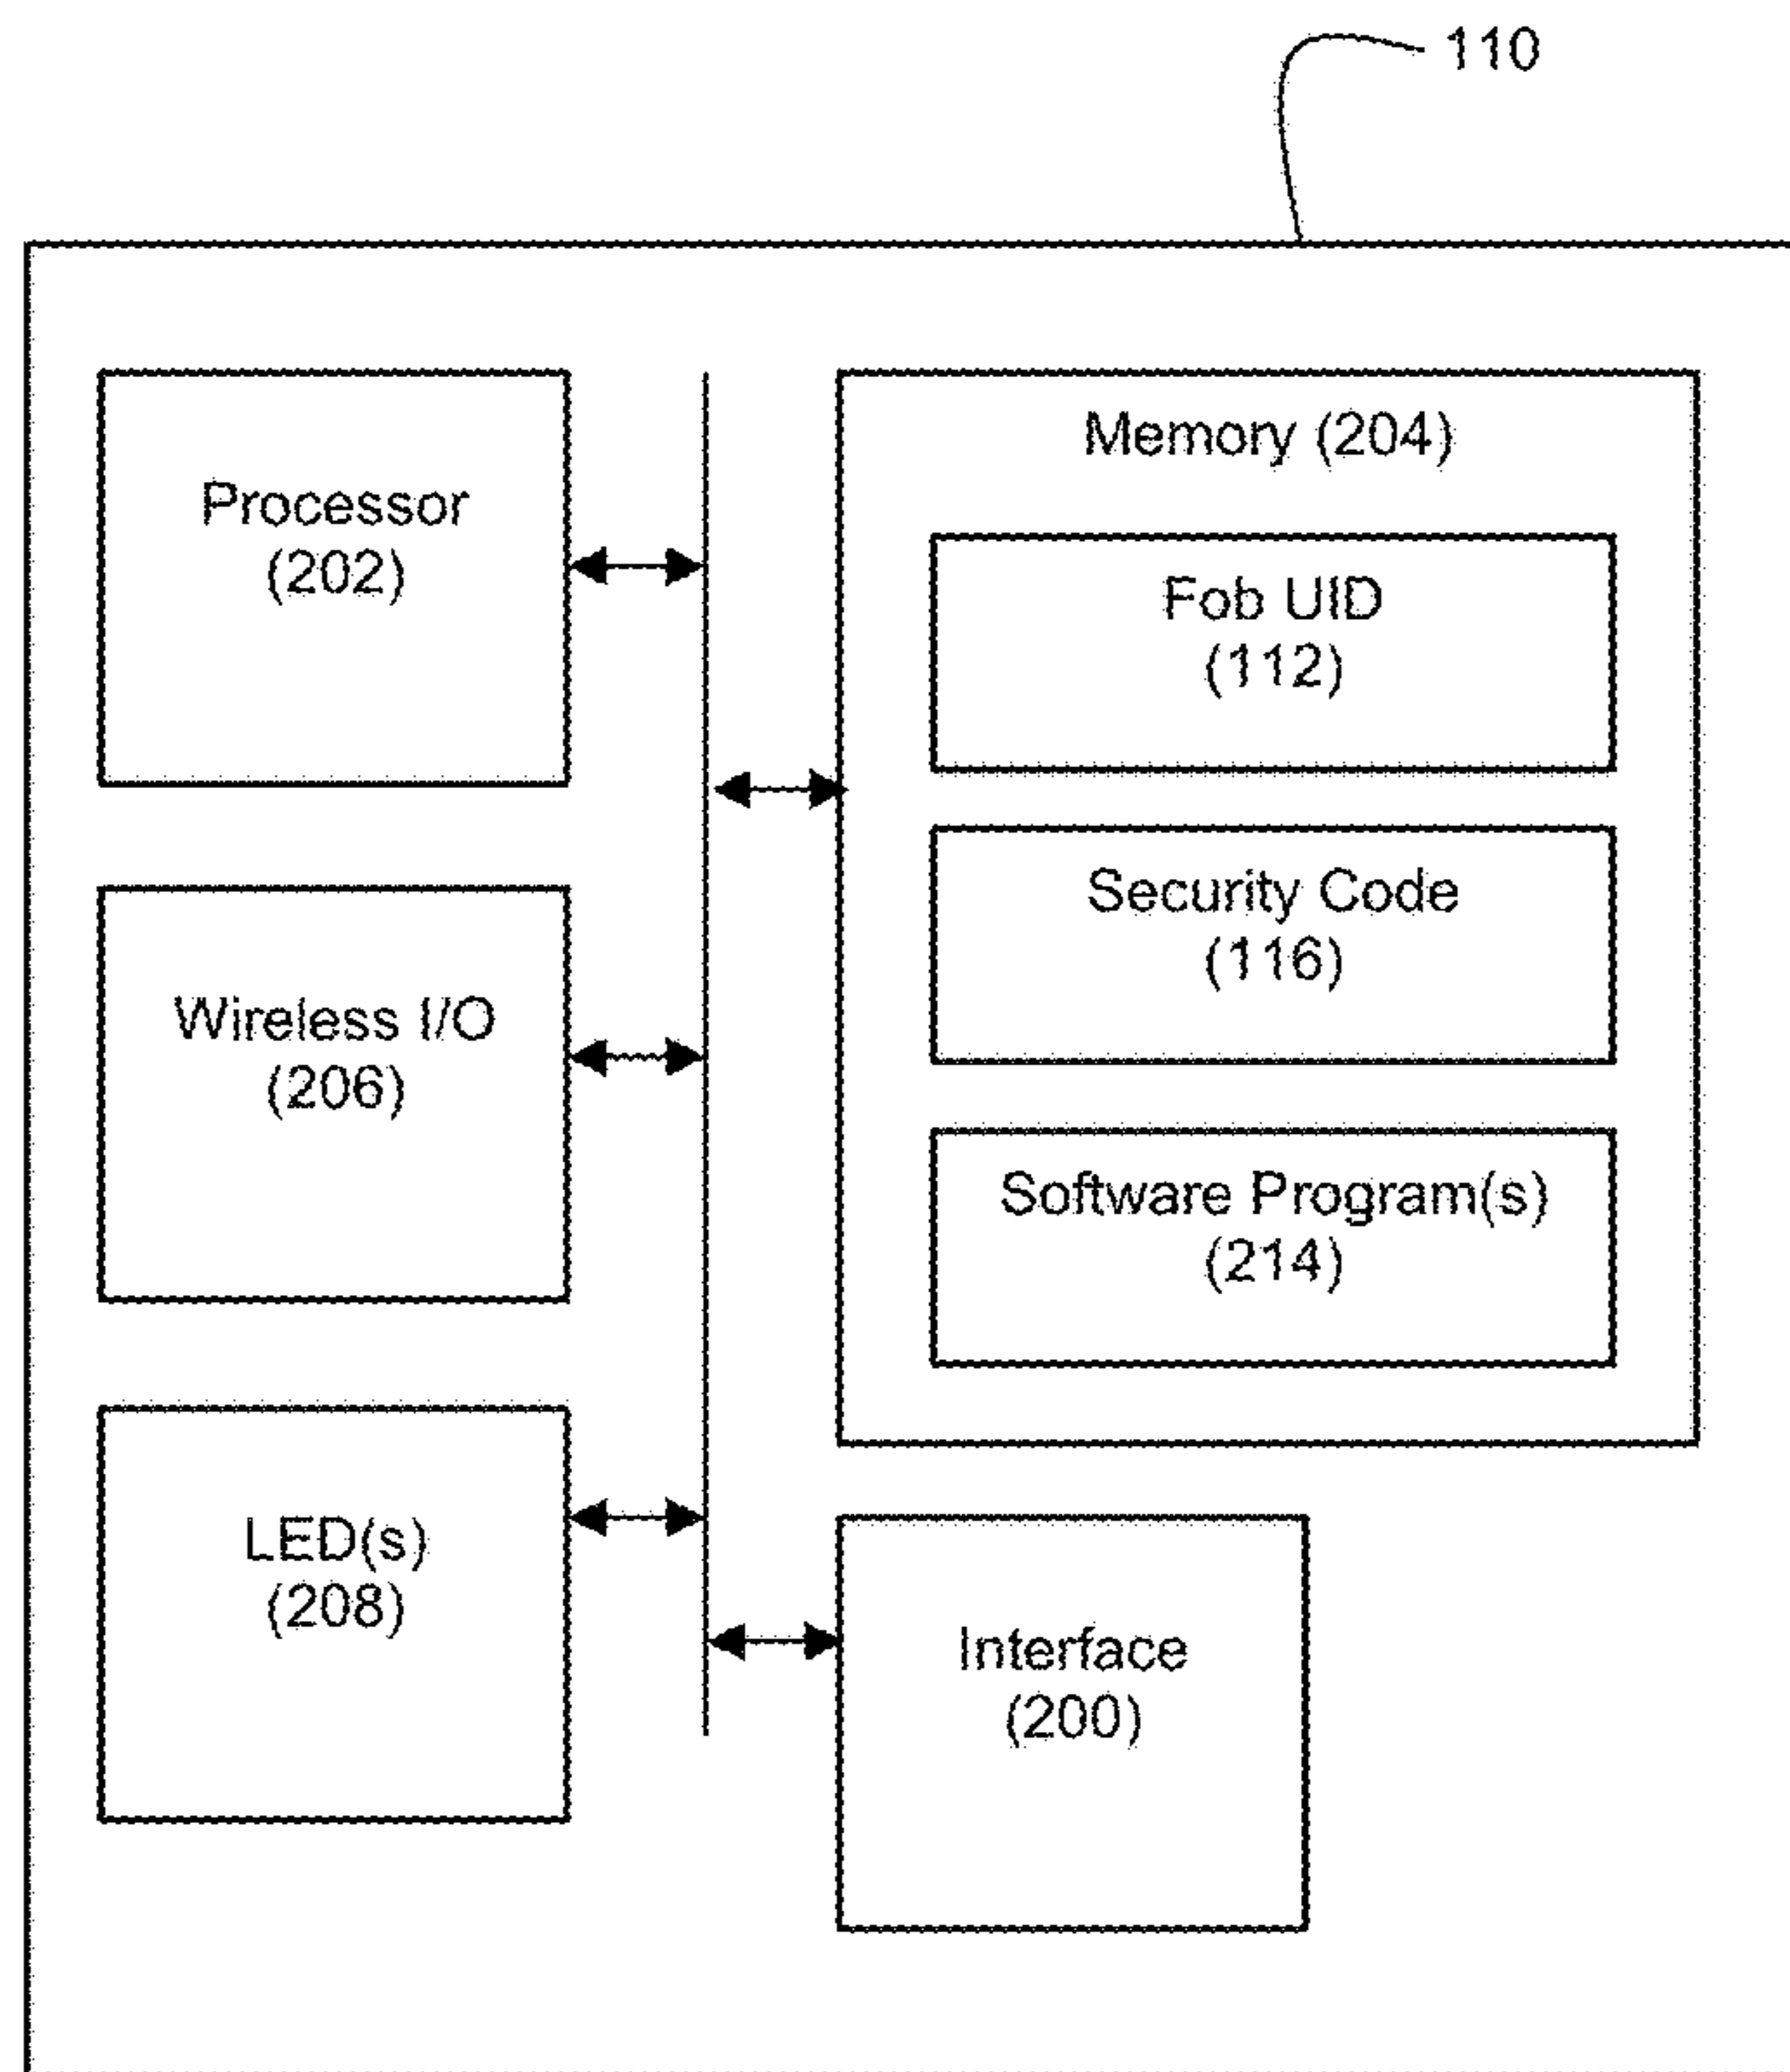 110
Processor
(202)
Memory (204)
Fob UID
(112)
Security Code
(116)
Wireless I/O
(206)
Software Program(s)
(214)
LED(s)
(208)
Interface
(200)